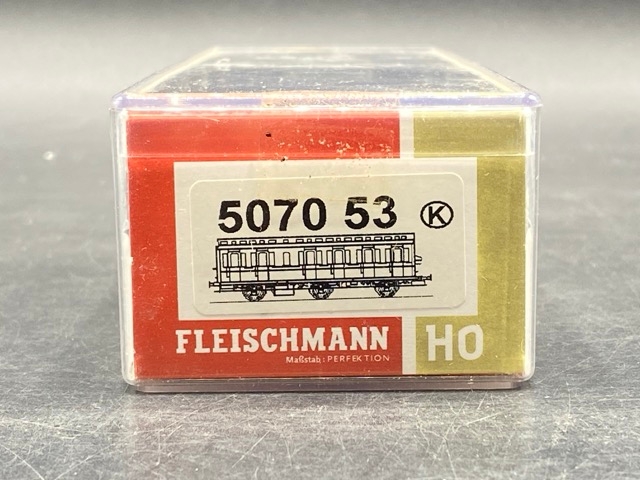 5070 53 K
FLEISCHMANN HO
Maßstab: PERFEKTION